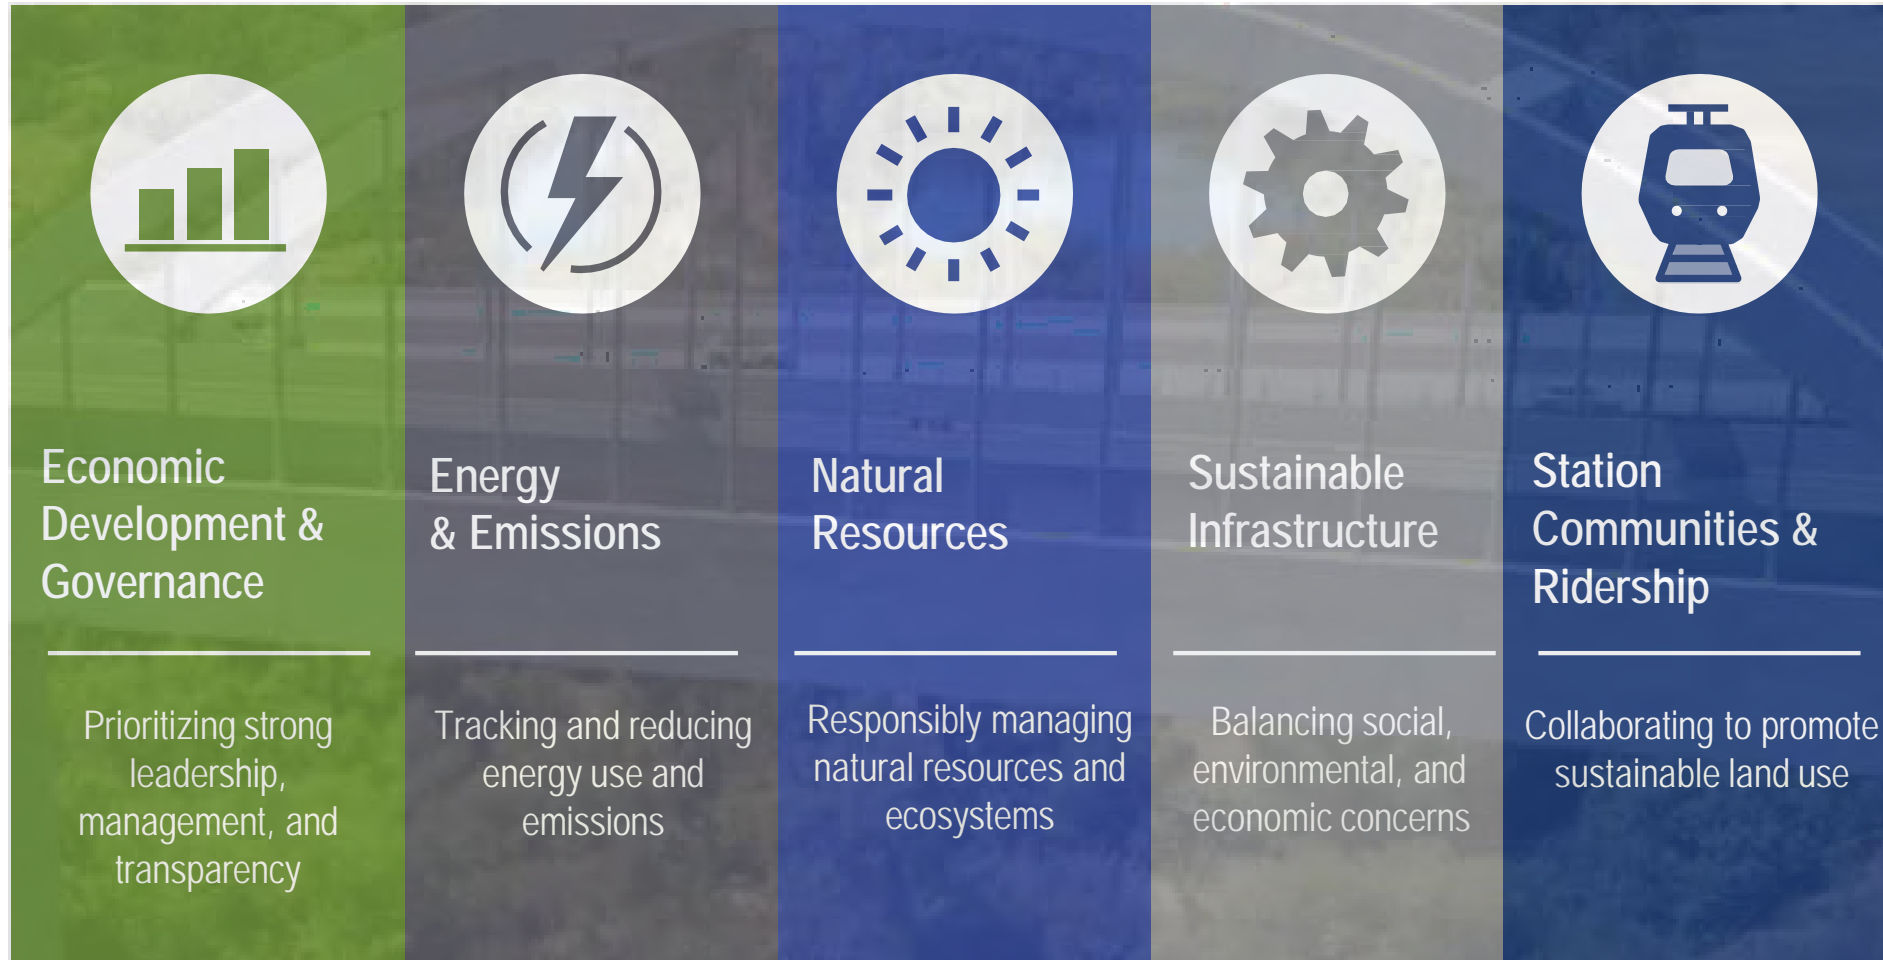 Economic
Development &
Governance
Prioritizing strong
leadership,
management, and
transparency
Energy
& Emissions
Tracking and reducing
energy use and
emissions
Natural
Resources
Responsibly managing
natural resources and
ecosystems
Sustainable
Infrastructure
Balancing social,
environmental, and
economic concerns
Station
Communities &
Ridership
Collaborating to promote
sustainable land use